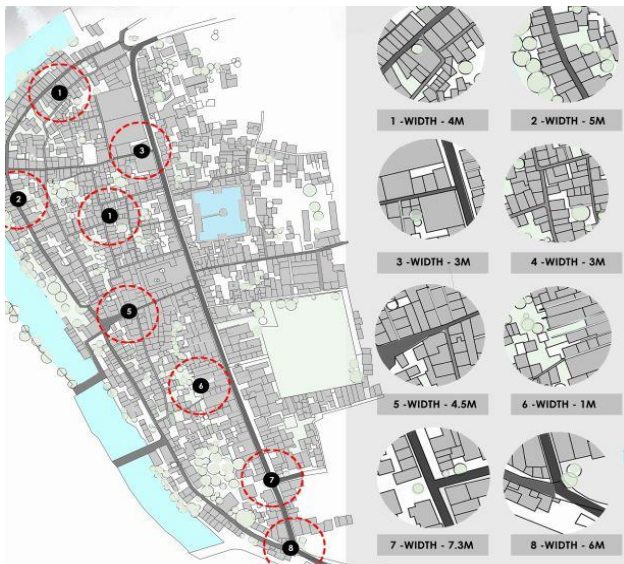 1
3
2
1
5
6
7
8
1 -WIDTH - 4M
2 -WIDTH - 5M
3 -WIDTH - 3M
4 -WIDTH - 3M
5 -WIDTH - 4.5M
6 -WIDTH - 1M
7 -WIDTH - 7.3M
8 -WIDTH - 6M